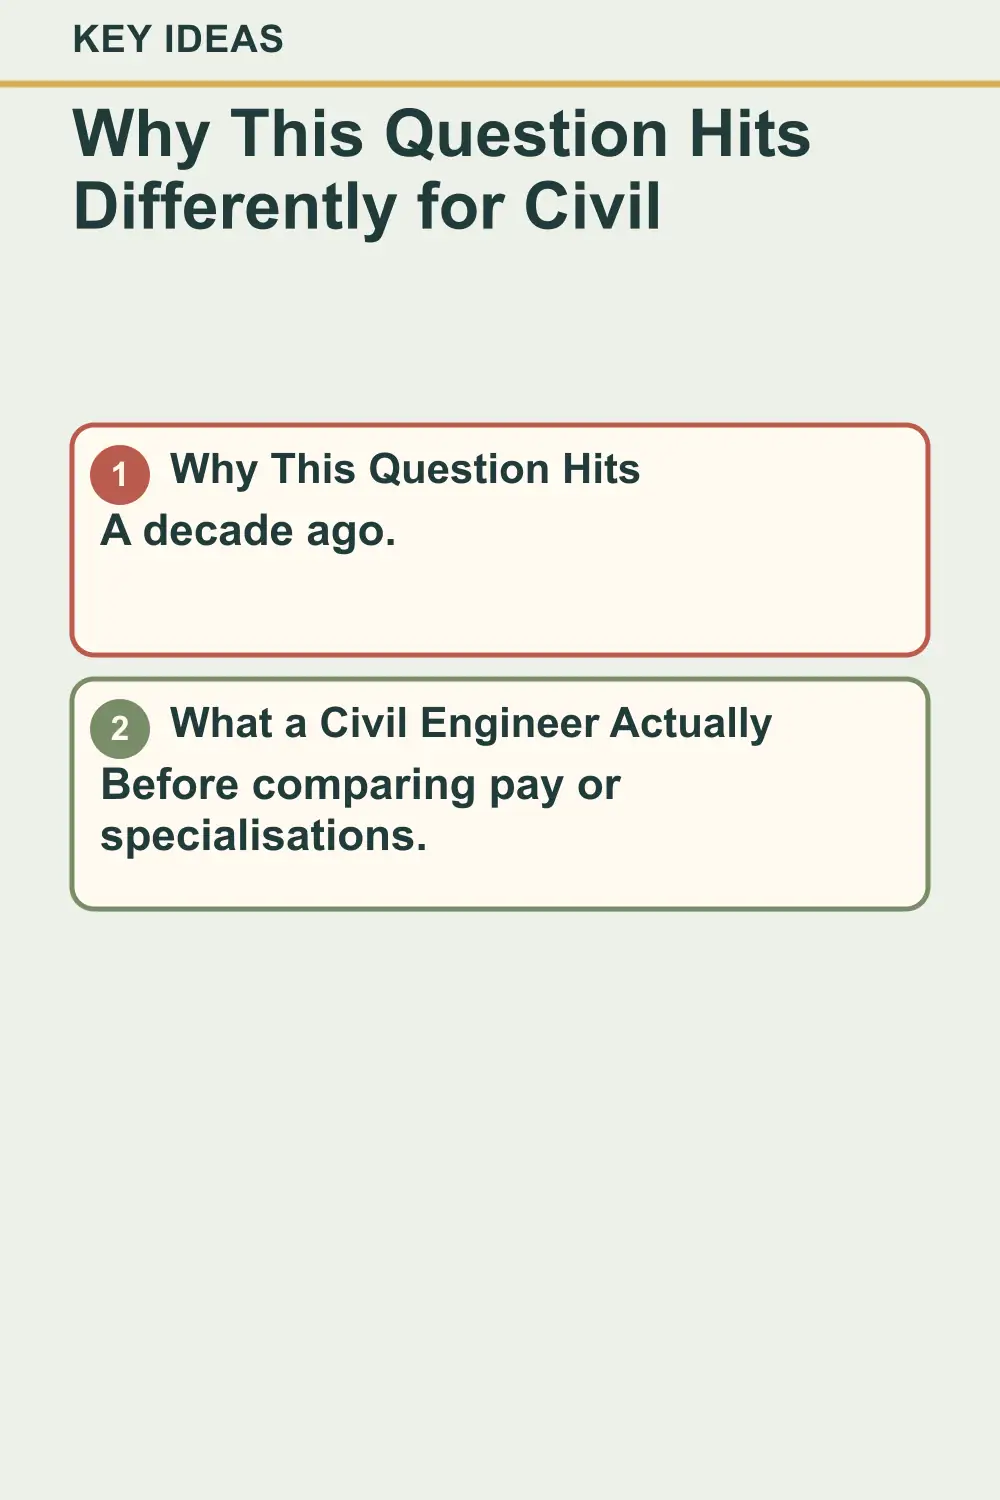 KEY IDEAS
Why This Question Hits
Differently for Civil
1 Why This Question Hits
A decade ago.
2 What a Civil Engineer Actually
Before comparing pay or
specialisations.